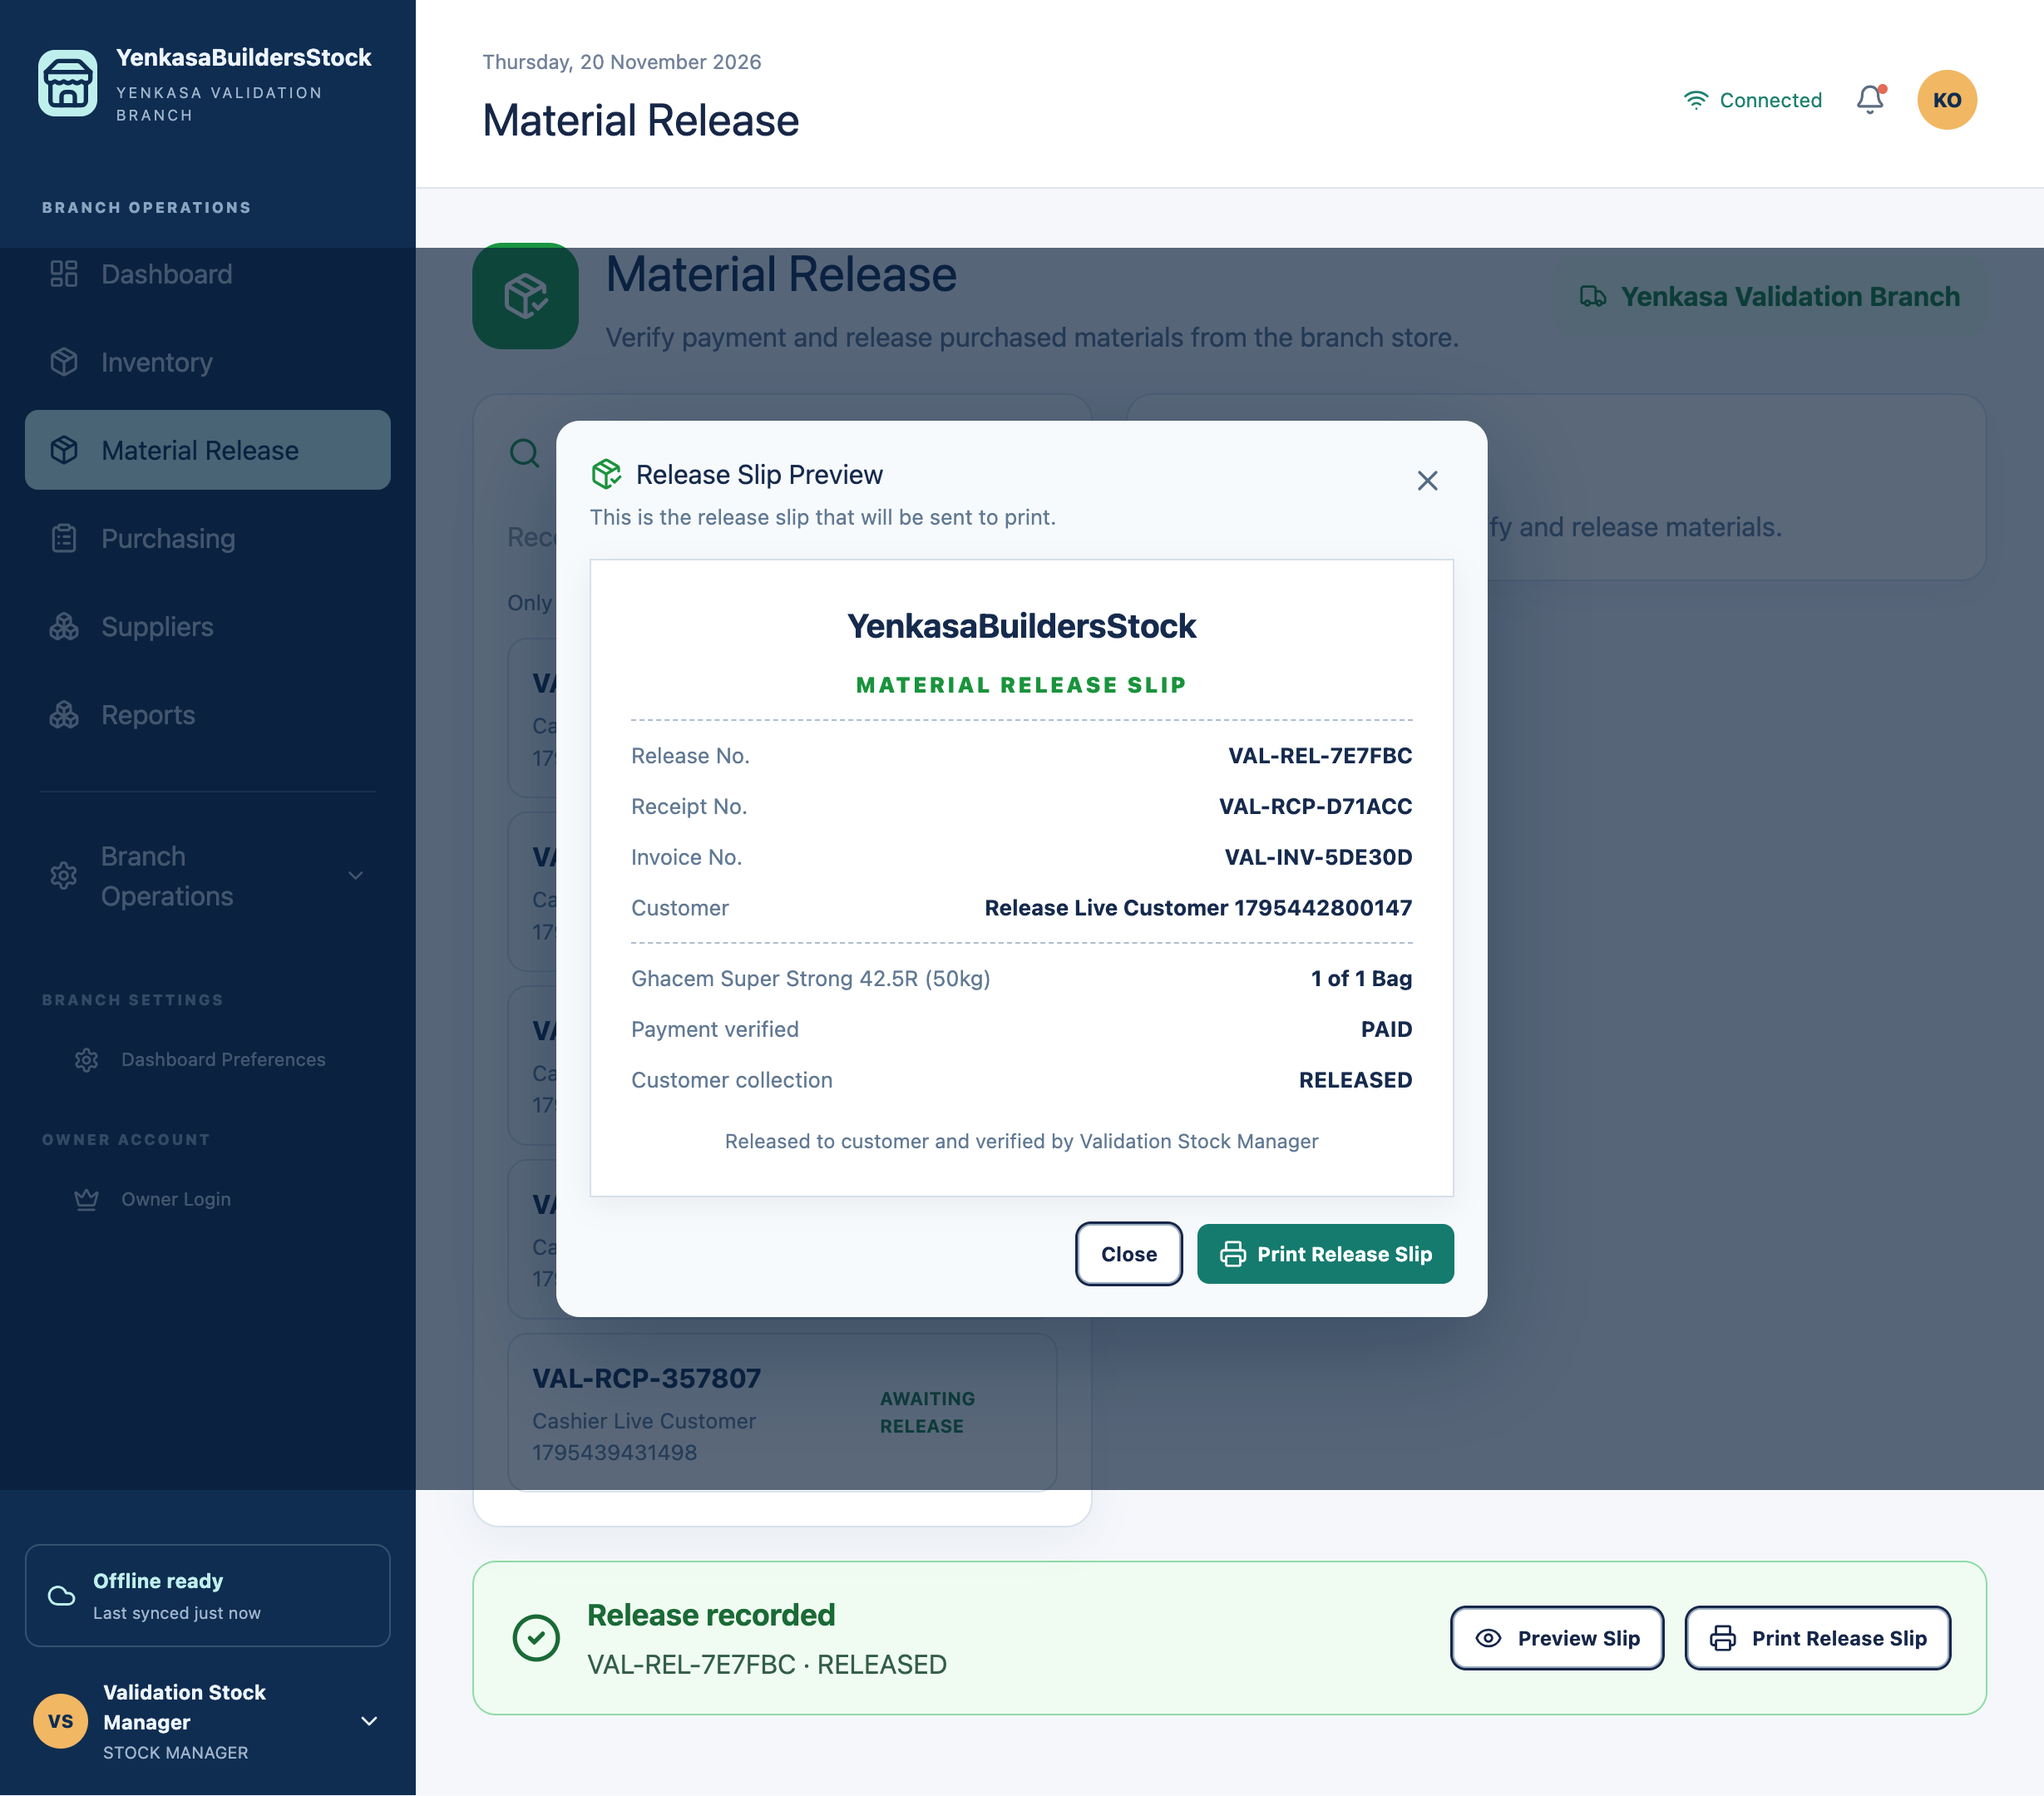 YenkasaBuildersStock
YENKASA VALIDATION
BRANCH
BRANCH OPERATIONS
Dashboard
Inventory
Material Release
Purchasing
Suppliers
Reports
Branch
Operations
BRANCH SETTINGS
Dashboard Preferences
OWNER ACCOUNT
Owner Login
Offline ready
Last synced just now
VS
Validation Stock
Manager
STOCK MANAGER
Thursday, 20 November 2026
Material Release
Connected
KO
Material Release
Verify payment and release purchased materials from the branch store.
Yenkasa Validation Branch
Only
and release materials.
Release Slip Preview
This is the release slip that will be sent to print.
YenkasaBuildersStock
MATERIAL RELEASE SLIP
Release No. VAL-REL-7E7FBC
Receipt No. VAL-RCP-D71ACC
Invoice No. VAL-INV-5DE30D
Customer Release Live Customer 1795442800147
Ghacem Super Strong 42.5R (50kg) 1 of 1 Bag
Payment verified PAID
Customer collection RELEASED
Released to customer and verified by Validation Stock Manager
Close
Print Release Slip
VAL-RCP-357807
Cashier Live Customer
1795439431498
AWAITING
RELEASE
Release recorded
VAL-REL-7E7FBC · RELEASED
Preview Slip
Print Release Slip